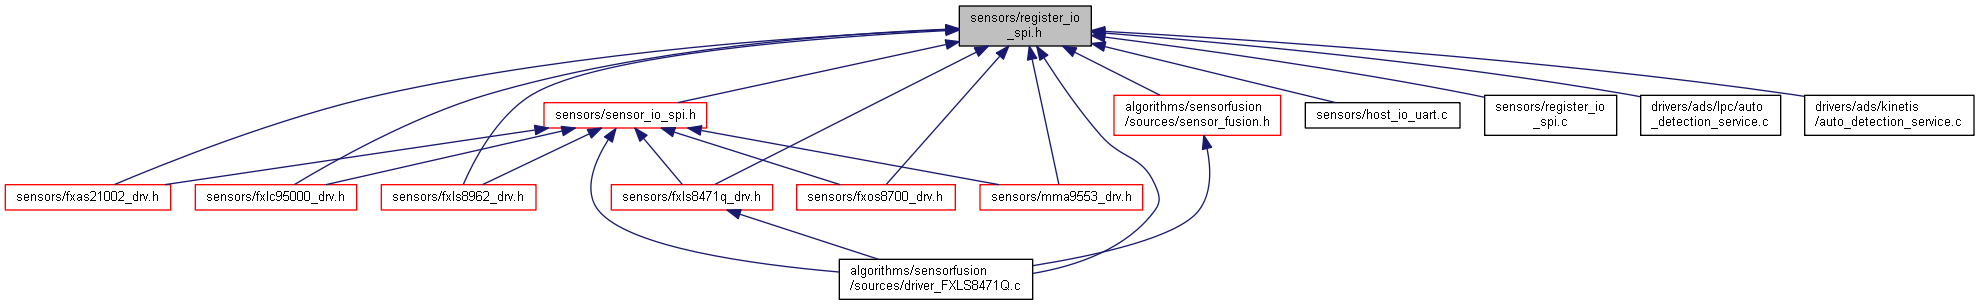 sensors/register_io
_spi.h
sensors/sensor_io_spi.h
algorithms/sensorfusion
/sources/sensor_fusion.h
sensors/host_io_uart.c
sensors/register_io
_spi.c
drivers/ads/lpc/auto
_detection_service.c
drivers/ads/kinetis
/auto_detection_service.c
sensors/fxas21002_drv.h
sensors/fxlc95000_drv.h
sensors/fxls8962_drv.h
sensors/fxls8471q_drv.h
sensors/fxos8700_drv.h
sensors/mma9553_drv.h
algorithms/sensorfusion
/sources/driver_FXLS8471Q.c